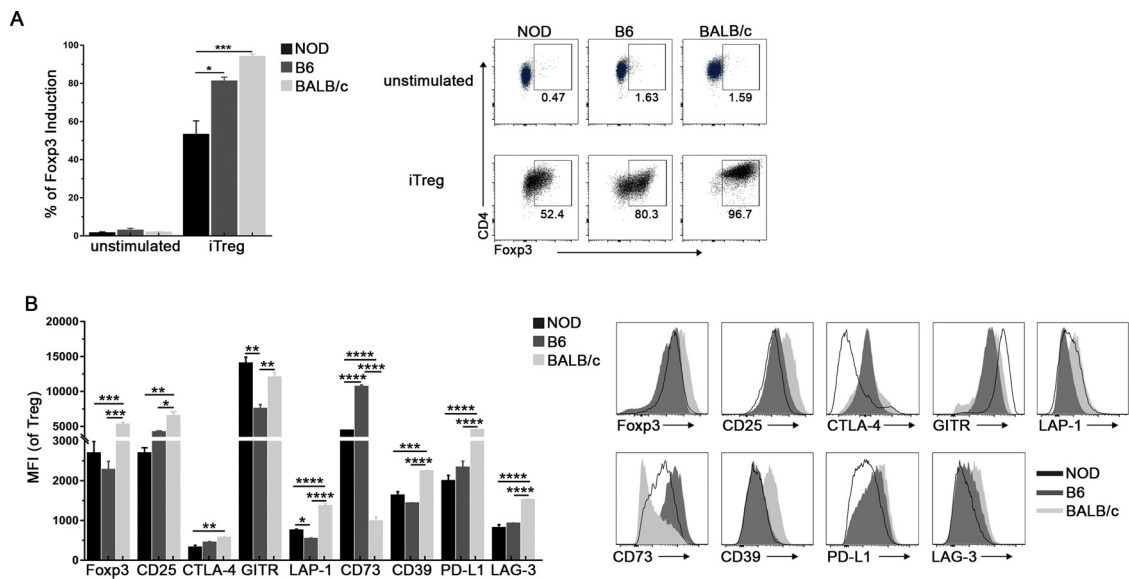 A
% of Foxp3 Induction
100
80
60
40
20
0
***
*
unstimulated
iTreg
NOD
B6
BALB/c
NOD
B6
BALB/c
unstimulated
0.47
1.63
1.59
iTreg
52.4
80.3
96.7
CD4
Foxp3
B
MFI (of Treg)
20000
15000
10000
5000
3000
2000
1000
0
***
***
**
*
**
**
**
****
****
*
****
****
****
***
****
****
****
****
****
Foxp3
CD25
CTLA-4
GITR
LAP-1
CD73
CD39
PD-L1
LAG-3
NOD
B6
BALB/c
Foxp3
CD25
CTLA-4
GITR
LAP-1
CD73
CD39
PD-L1
LAG-3
NOD
B6
BALB/c